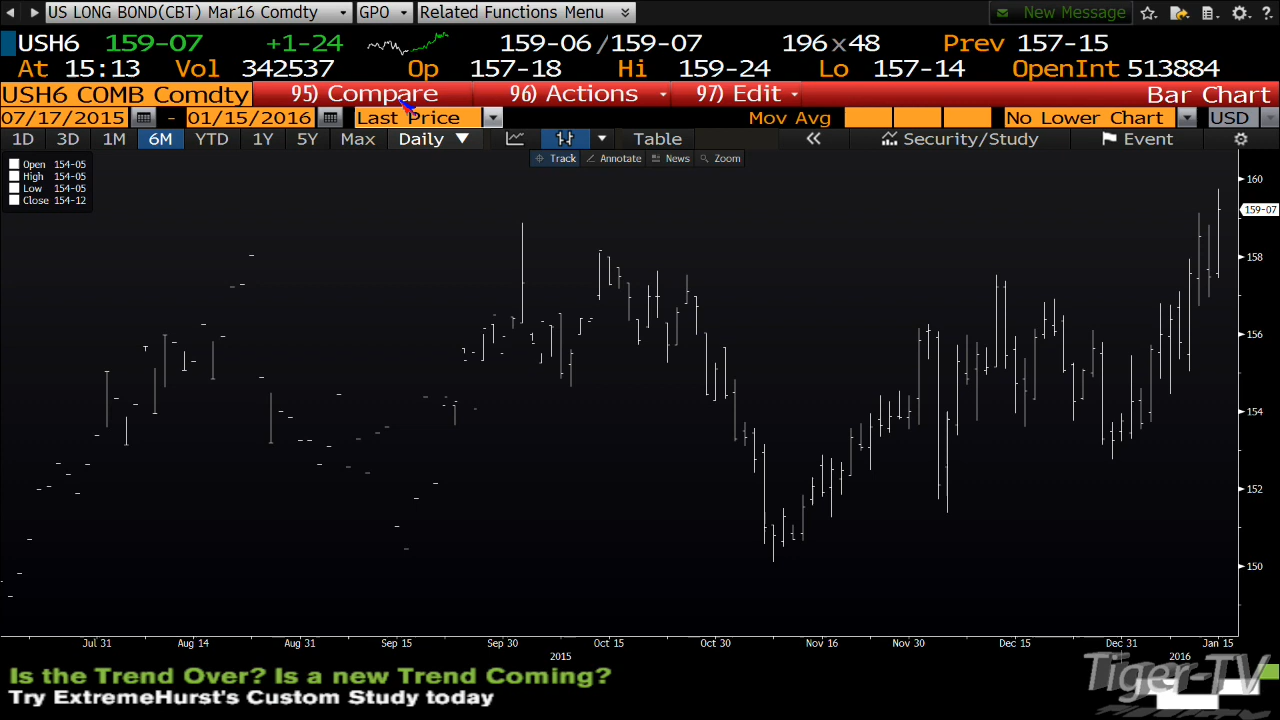 US LONG BOND(CBT) Mar16 Comdty GPO Related Functions Menu New Message
USH6 159-07 +1-24 159-06/159-07 196x48 Prev 157-15
At 15:13 Vol 342537 Op 157-18 Hi 159-24 Lo 157-14 OpenInt 513884
USH6 COMB Comdty 95) Compare 96) Actions 97) Edit Bar Chart
07/17/2015 - 01/15/2016 Last Price Mov Avg No Lower Chart USD
1D 3D 1M 6M YTD 1Y 5Y Max Daily Table Security/Study Event
Track Annotate News Zoom
Open 154-05
High 154-05
Low 154-05
Close 154-12
160
159-07
158
156
154
152
150
Jul 31 Aug 14 Aug 31 Sep 15 Sep 30 Oct 15 Oct 30 Nov 16 Nov 30 Dec 15 Dec 31 Jan 15
2015 2016
Is the Trend Over? Is a new Trend Coming?
Try ExtremeHurst's Custom Study today
Tiger-TV